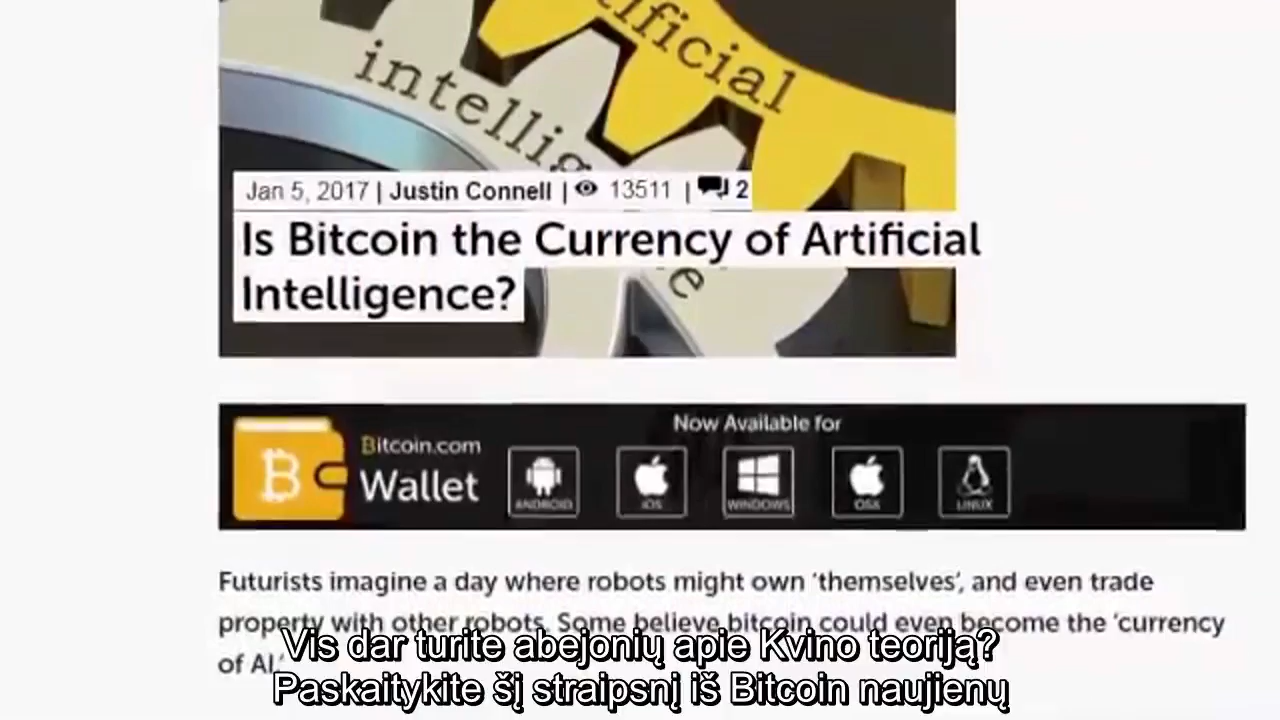 ificial
intellige
e
Jan 5, 2017 | Justin Connell | 13511 | 2
Is Bitcoin the Currency of Artificial
Intelligence?
Now Available for
Bitcoin.com
Wallet
ANDROID
iOS
WINDOWS
OSX
LINUX
Futurists imagine a day where robots might own 'themselves', and even trade
property with other robots. Some believe bitcoin could even become the 'currency
of AI.'
Vis dar turite abejonių apie Kvino teoriją?
Paskaitykite šį straipsnį iš Bitcoin naujienų